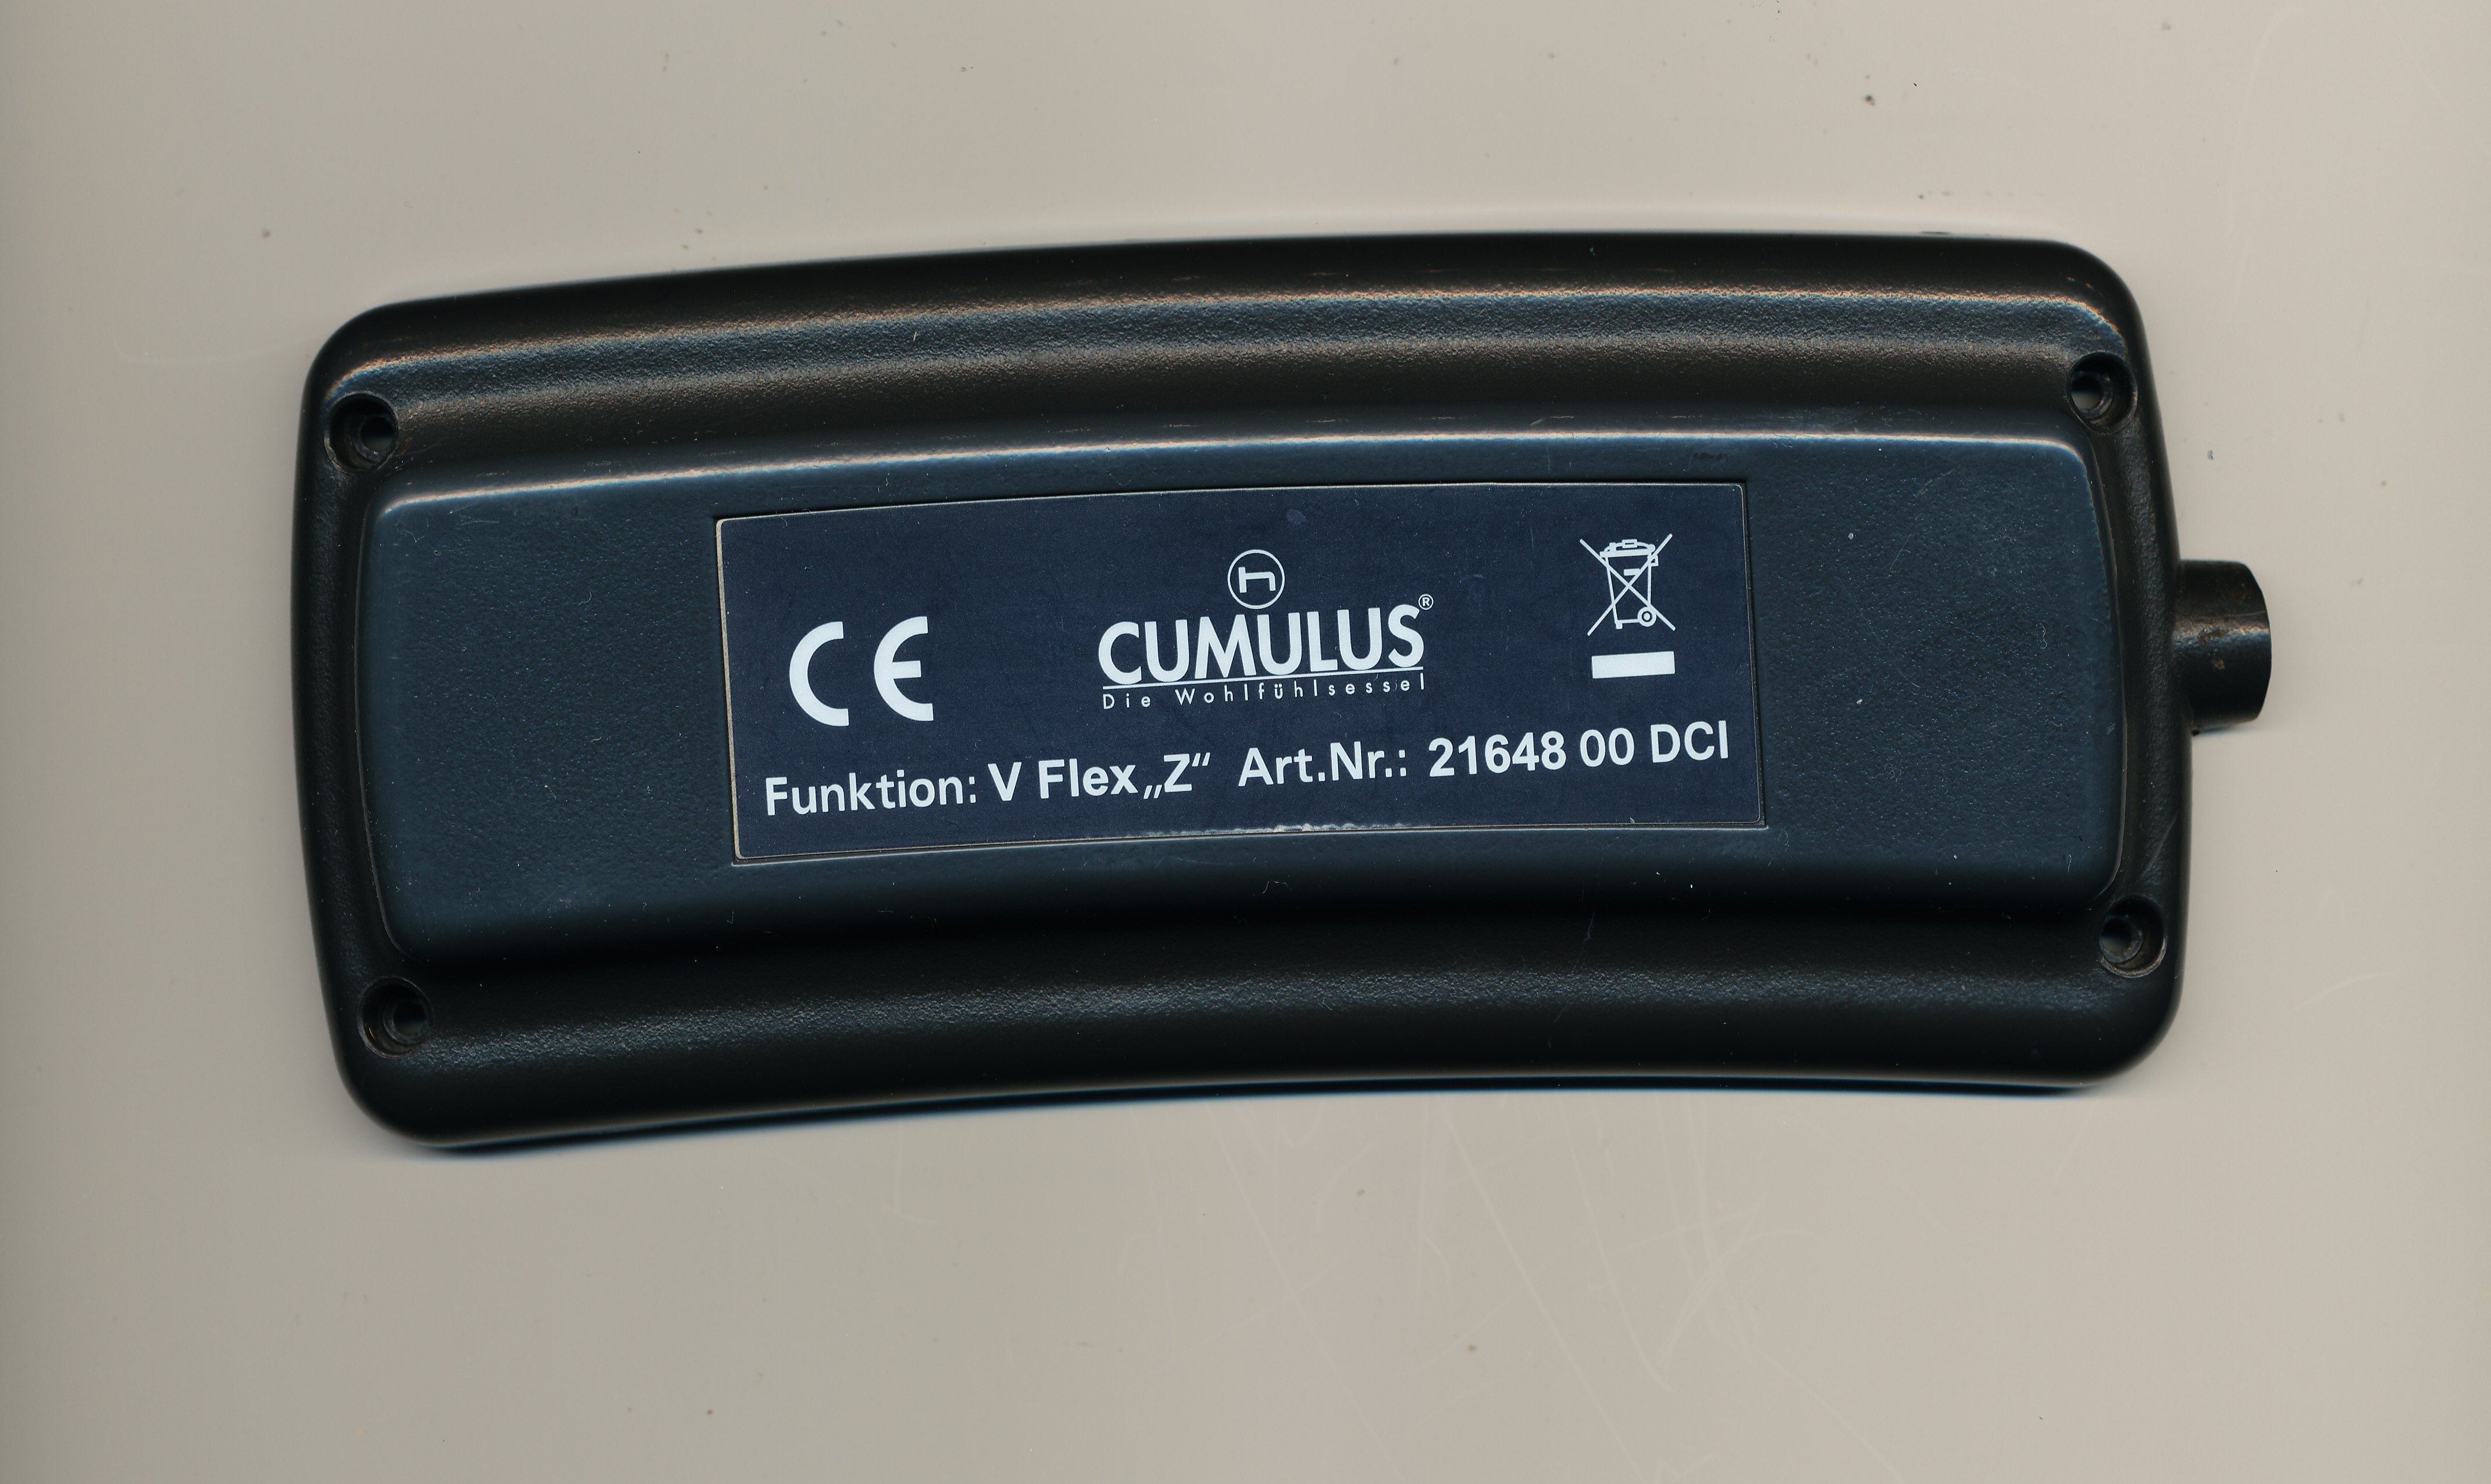 CE
CUMULUS®
Die Wohlfühlsessel
Funktion: V Flex „Z“ Art.Nr.: 21648 00 DCI